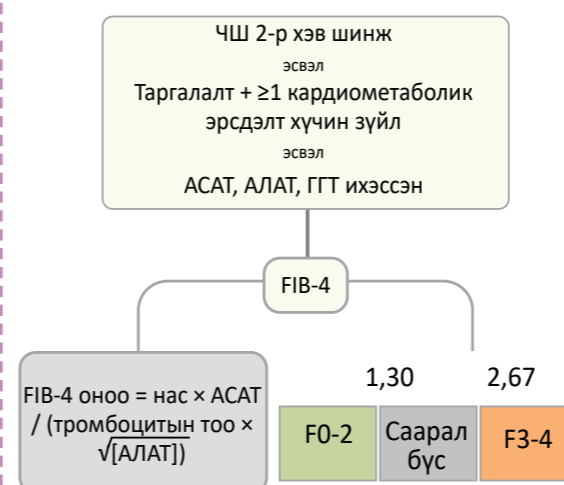 ЧШ 2-р хэв шинж
эсвэл
Таргалалт + ≥1 кардиометаболик
эрсдэлт хүчин зүйл
эсвэл
АСАТ, АЛАТ, ГГТ ихэссэн
FIB-4
FIB-4 оноо = нас × АСАТ
/ (тромбоцитын тоо ×
√[АЛАТ])
1,30 2,67
F0-2
Саарал
бүс
F3-4